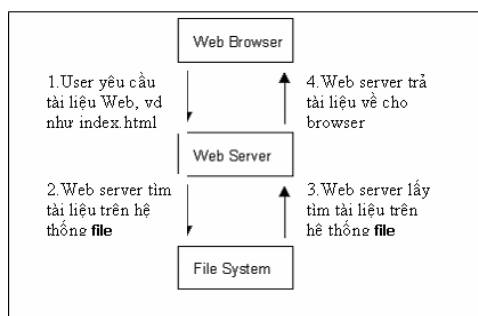 Web Browser
1.User yêu cầu
tài liệu Web, vd
như index.html
4.Web server trả
tài liệu về cho
browser
Web Server
2.Web server tìm
tài liệu trên hệ
thống file
3.Web server lấy
tìm tài liệu trên
hê thống file
File System